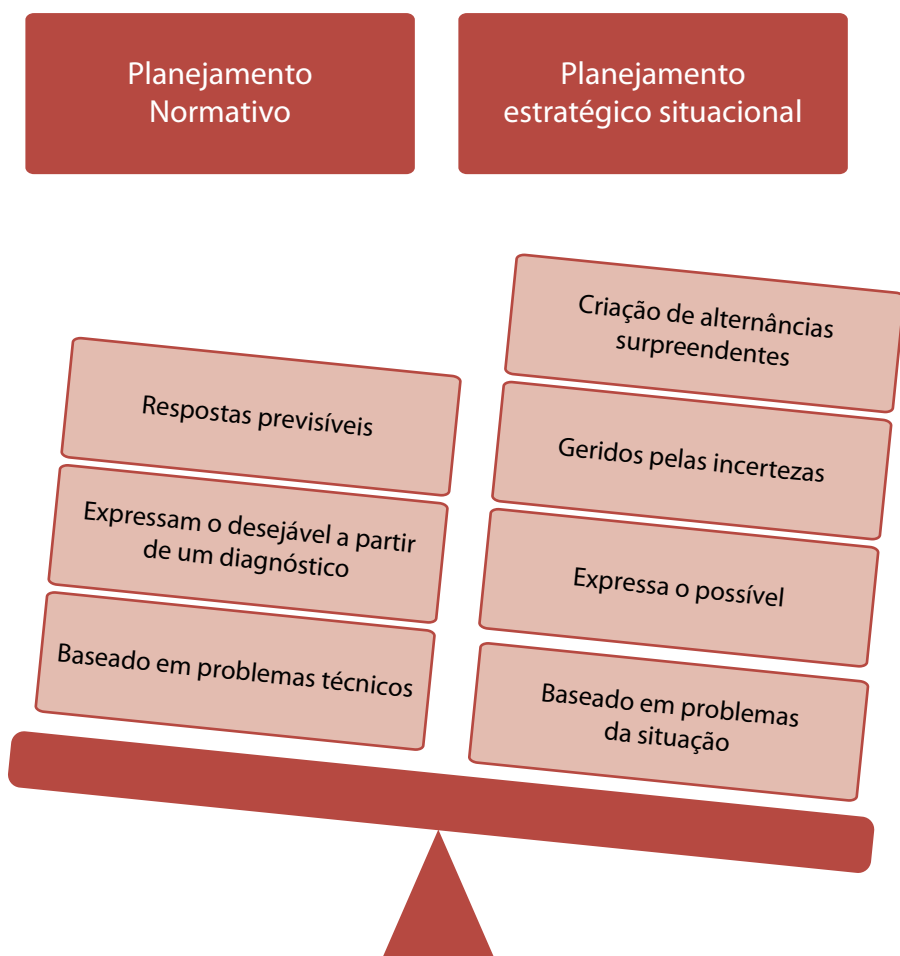 Planejamento
Normativo
Planejamento
estratégico situacional
Respostas previsíveis
Expressam o desejável a partir
de um diagnóstico
Baseado em problemas técnicos
Criação de alternâncias
surpreendentes
Geridos pelas incertezas
Expressa o possível
Baseado em problemas
da situação